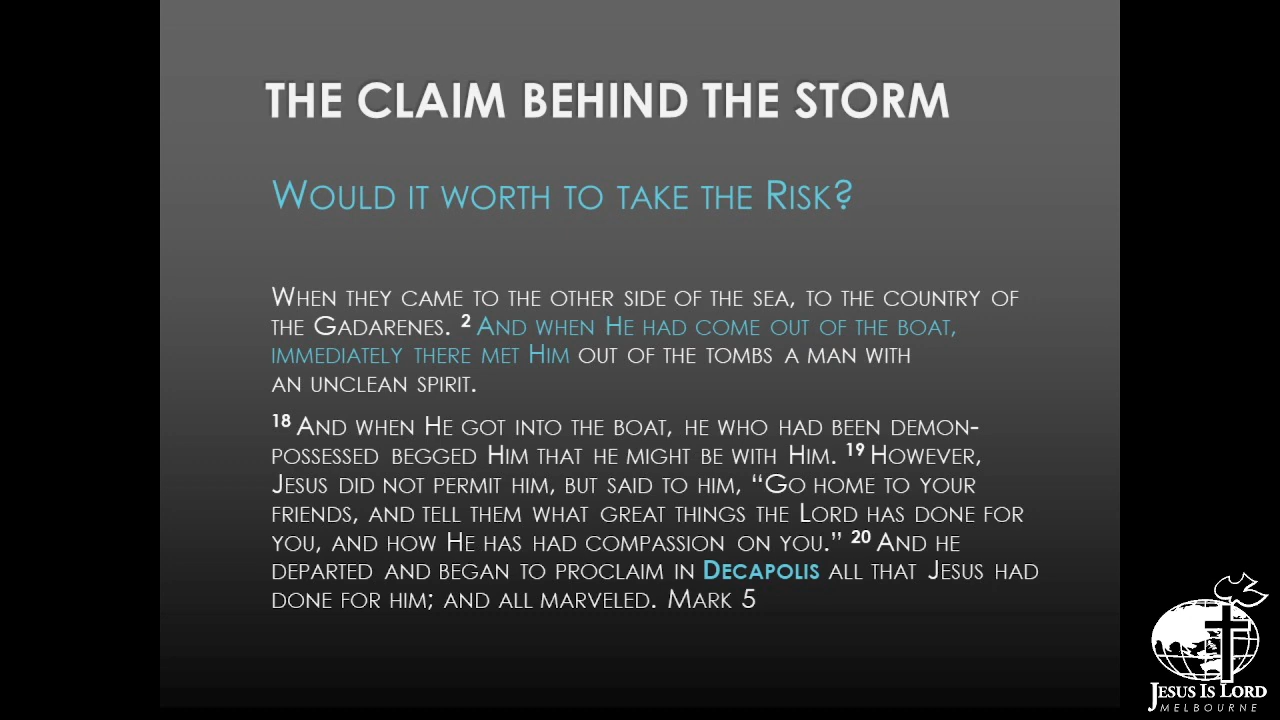 THE CLAIM BEHIND THE STORM
WOULD IT WORTH TO TAKE THE RISK?
WHEN THEY CAME TO THE OTHER SIDE OF THE SEA, TO THE COUNTRY OF
THE GADARENES. 2 AND WHEN HE HAD COME OUT OF THE BOAT,
IMMEDIATELY THERE MET HIM OUT OF THE TOMBS A MAN WITH
AN UNCLEAN SPIRIT.
18 AND WHEN HE GOT INTO THE BOAT, HE WHO HAD BEEN DEMON-
POSSESSED BEGGED HIM THAT HE MIGHT BE WITH HIM. 19 HOWEVER,
JESUS DID NOT PERMIT HIM, BUT SAID TO HIM, “GO HOME TO YOUR
FRIENDS, AND TELL THEM WHAT GREAT THINGS THE LORD HAS DONE FOR
YOU, AND HOW HE HAS HAD COMPASSION ON YOU.” 20 AND HE
DEPARTED AND BEGAN TO PROCLAIM IN DECAPOLIS ALL THAT JESUS HAD
DONE FOR HIM; AND ALL MARVELED. MARK 5
JESUS IS LORD
MELBOURNE